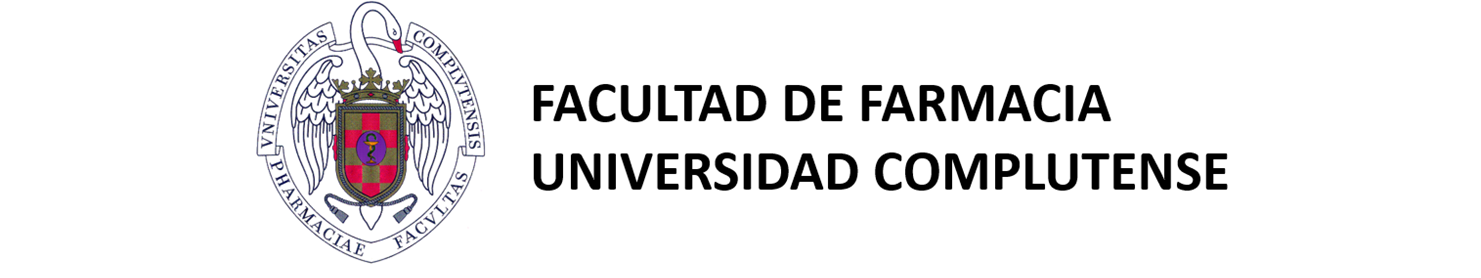 VNIVERSITAS COMPLVTENSIS
PHARMACIAE FACVLTAS
FACULTAD DE FARMACIA
UNIVERSIDAD COMPLUTENSE